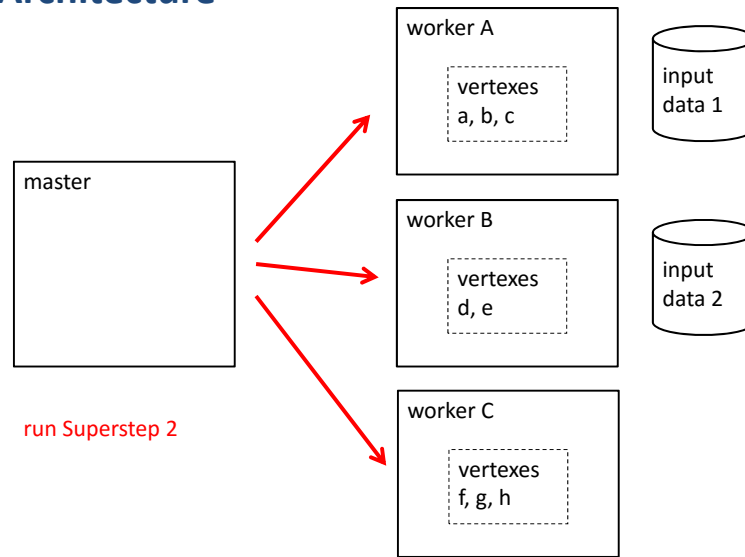 Architecture
worker A
vertexes
a, b, c
input
data 1
master
worker B
vertexes
d, e
input
data 2
run Superstep 2
worker C
vertexes
f, g, h